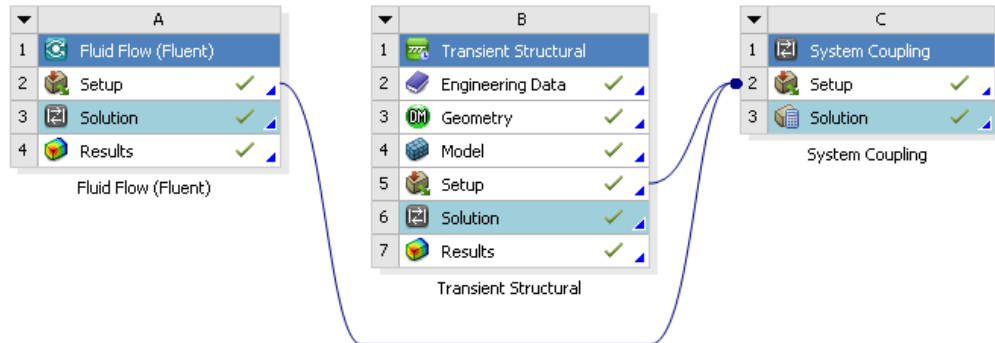 A
1 Fluid Flow (Fluent)
2 Setup
3 Solution
4 Results
Fluid Flow (Fluent)
B
1 Transient Structural
2 Engineering Data
3 DM Geometry
4 Model
5 Setup
6 Solution
7 Results
Transient Structural
C
1 System Coupling
2 Setup
3 Solution
System Coupling